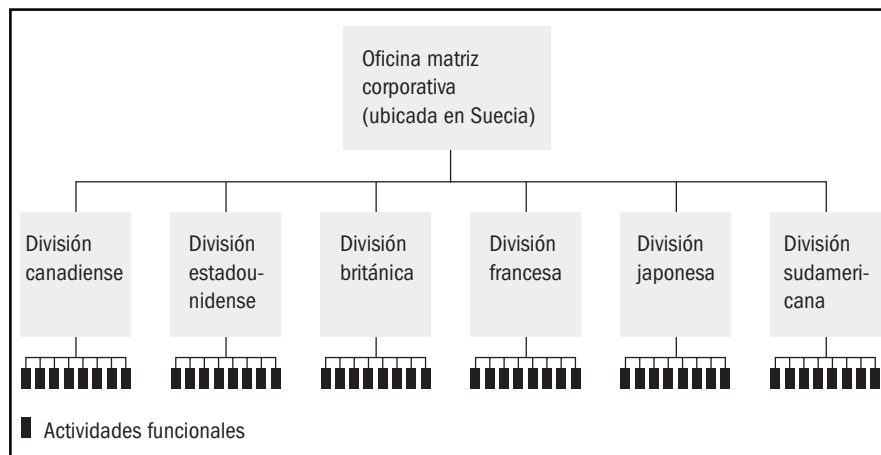 Oficina matriz
corporativa
(ubicada en Suecia)
División
canadiense
División
estadou-
nidense
División
británica
División
francesa
División
japonesa
División
sudameri-
cana
Actividades funcionales